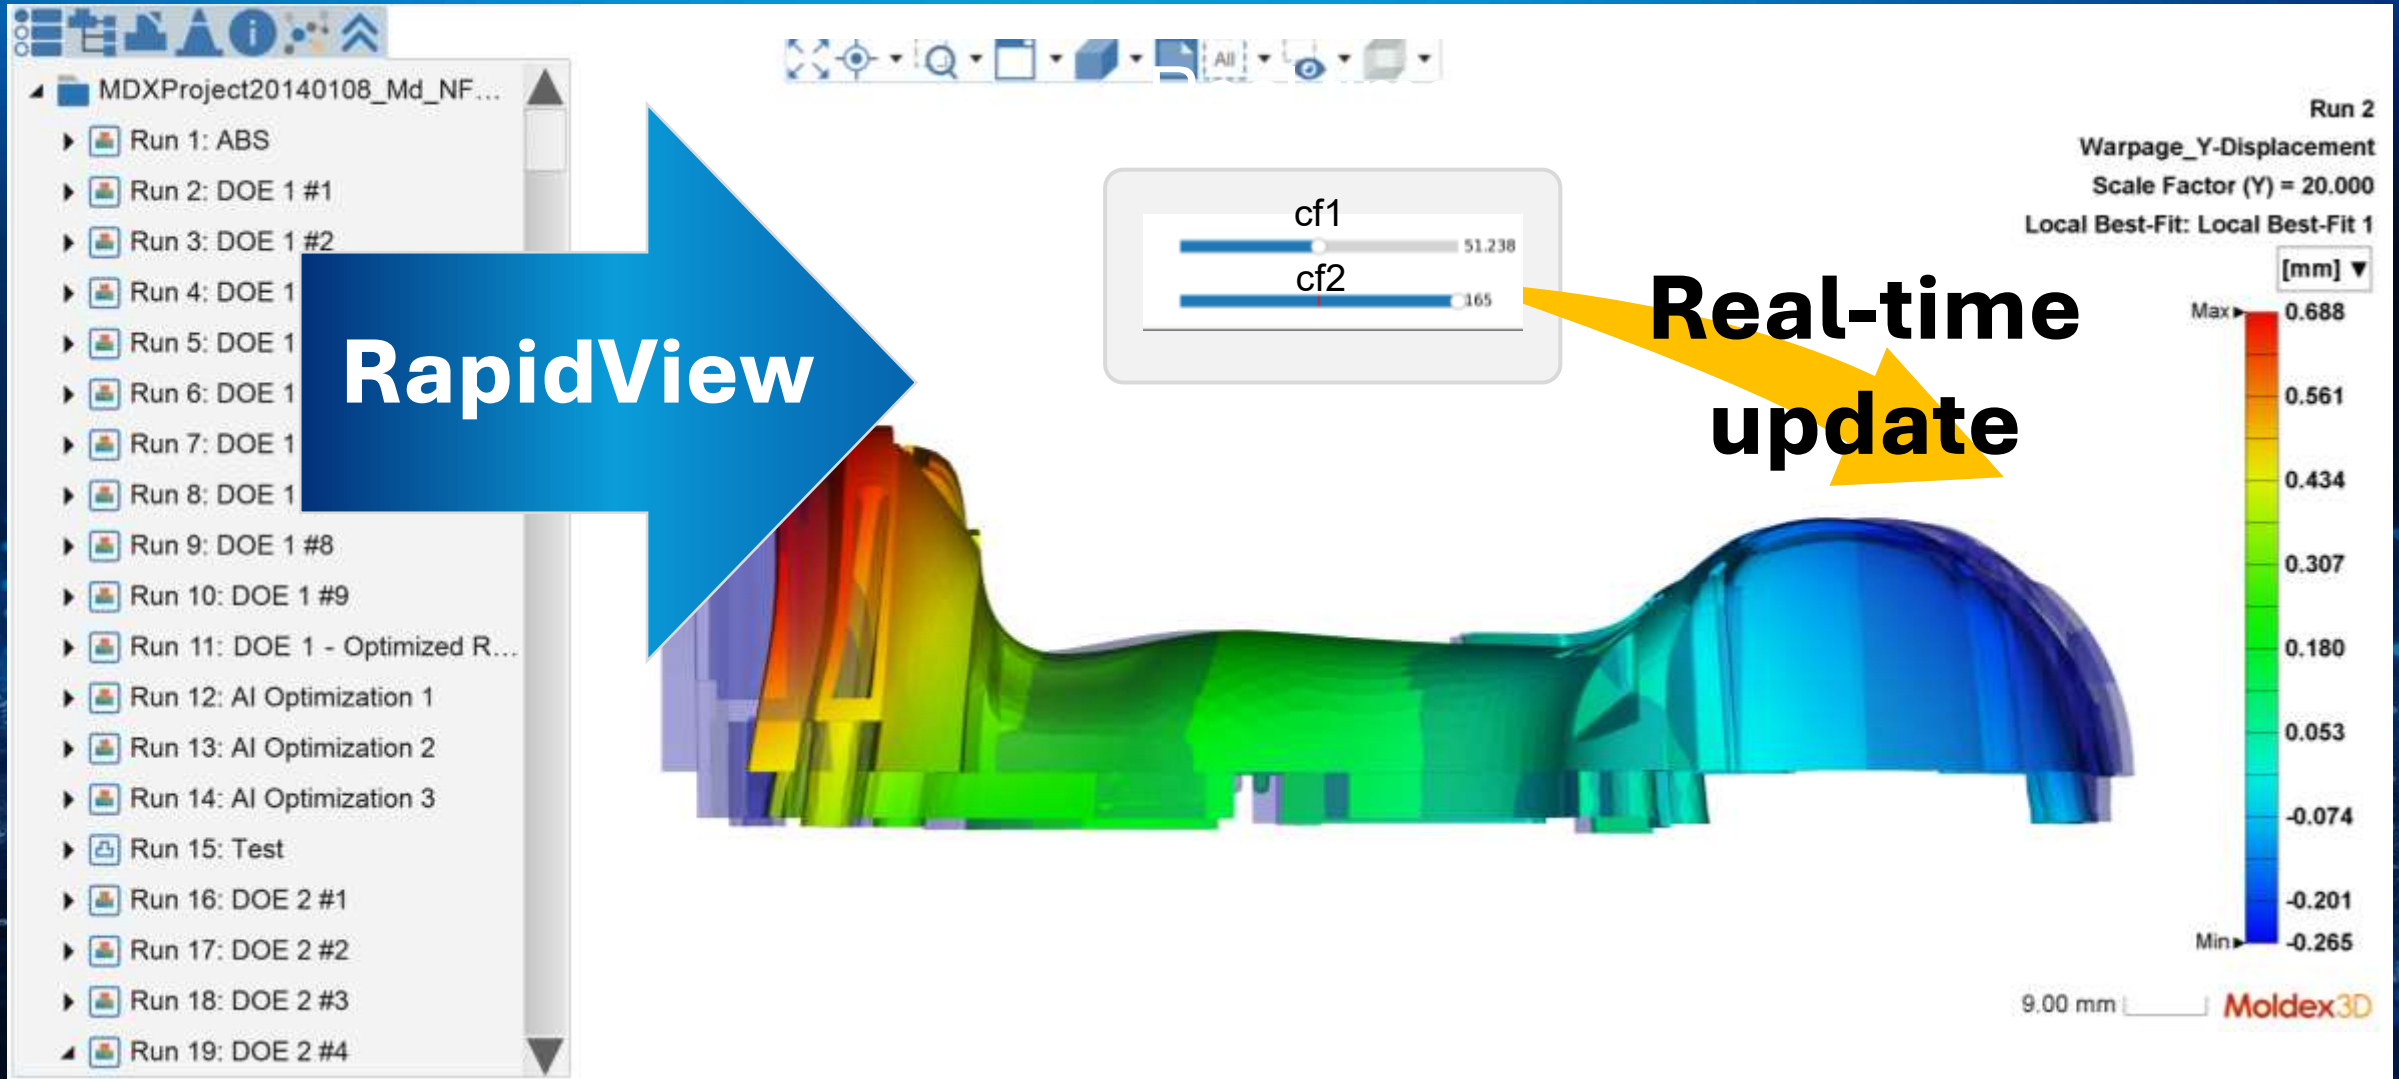 MDXProject20140108_Md_NF...
Run 1: ABS
Run 2: DOE 1 #1
Run 3: DOE 1 #2
Run 4: DOE 1
Run 5: DOE 1
Run 6: DOE 1
Run 7: DOE 1
Run 8: DOE 1
Run 9: DOE 1 #8
Run 10: DOE 1 #9
Run 11: DOE 1 - Optimized R...
Run 12: AI Optimization 1
Run 13: AI Optimization 2
Run 14: AI Optimization 3
Run 15: Test
Run 16: DOE 2 #1
Run 17: DOE 2 #2
Run 18: DOE 2 #3
Run 19: DOE 2 #4
RapidView
All
cf1
51.238
cf2
165
Real-time
update
Run 2
Warpage_Y-Displacement
Scale Factor (Y) = 20.000
Local Best-Fit: Local Best-Fit 1
[mm]
Max 0.688
0.561
0.434
0.307
0.180
0.053
-0.074
-0.201
Min -0.265
9.00 mm
Moldex3D